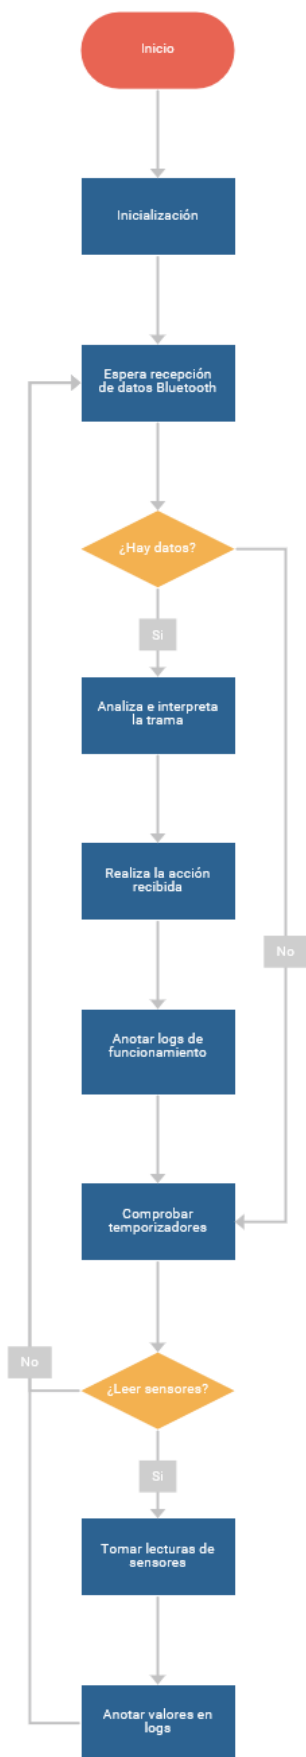 Inicio
Inicialización
Espera recepción
de datos Bluetooth
¿Hay datos?
Si
Analiza e interpreta
la trama
Realiza la acción
recibida
No
Anotar logs de
funcionamiento
Comprobar
temporizadores
No
¿Leer sensores?
Si
Tomar lecturas de
sensores
Anotar valores en
logs